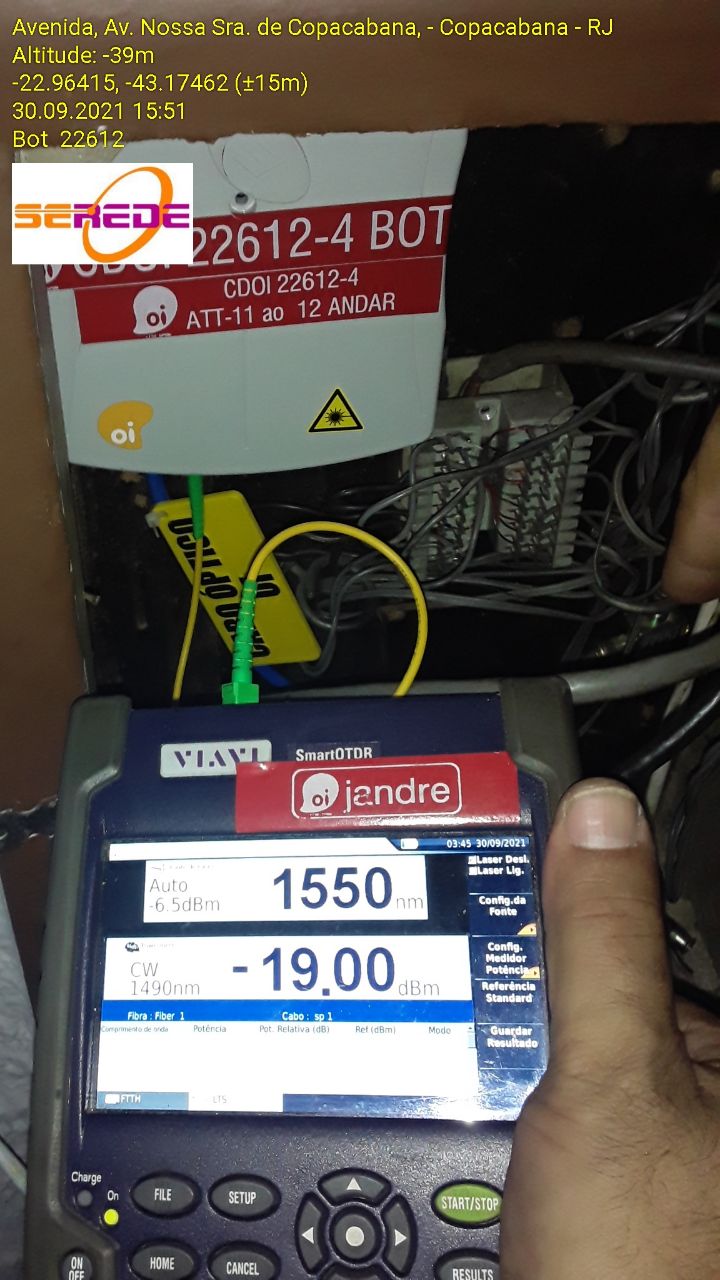 Avenida, Av. Nossa Sra. de Copacabana, - Copacabana - RJ
Altitude: -39m
-22.96415, -43.17462 (±15m)
30.09.2021 15:51
Bot 22612
SEREDE
22612-4 BOT
CDOI 22612-4
oi
ATT-11 ao 12 ANDAR
oi
VIAVI
SmartOTDR
oi jandre
03:45 30/09/2021
Laser Desl.
Laser Lig.
Auto
-6.5dBm
1550nm
Config.da
Fonte
CW
1490nm
-19.00dBm
Config.
Medidor
Potência
Referência
Standard
Fibra : Fiber 1
Cabo : sp 1
Comprimento de onda
Potência
Pot. Relativa (dB)
Ref (dBm)
Modo
Guardar
Resultado
FTTH
LTS
Charge
On
FILE
SETUP
START/STOP
ON
OFF
HOME
CANCEL
RESULTS